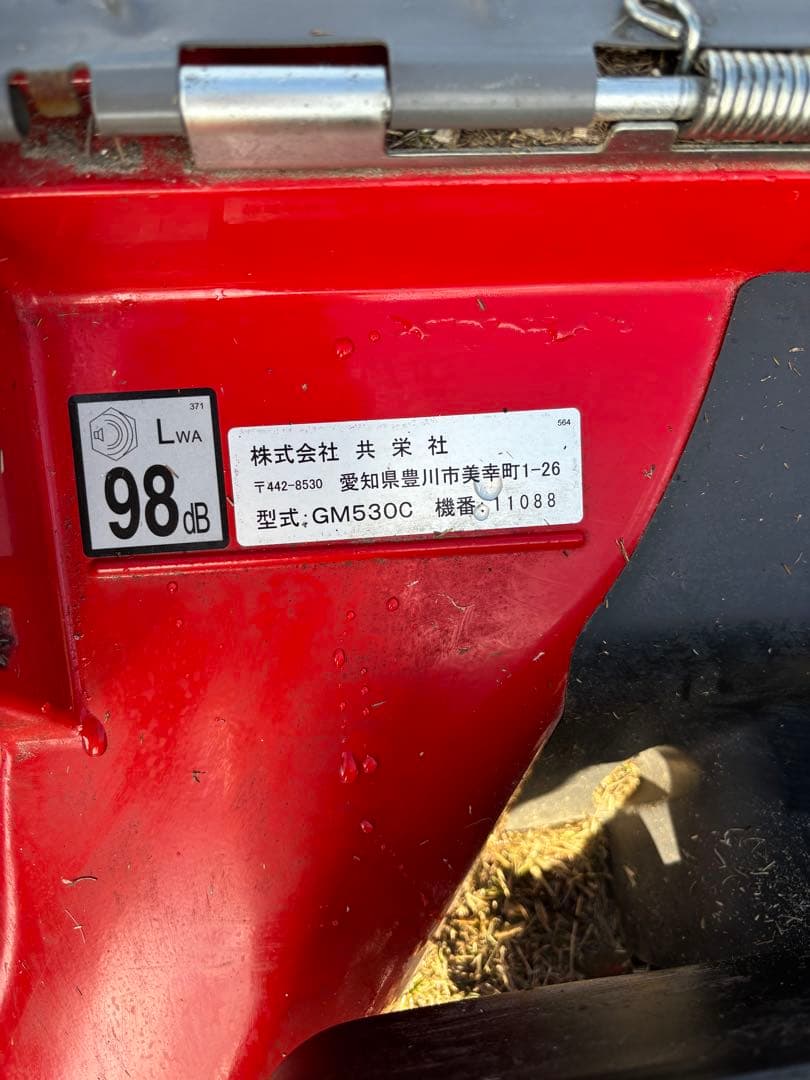 371
LWA
98dB
564
株式会社 共 栄 社
〒442-8530 愛知県豊川市美幸町1-26
型式:GM530C 機番:11088